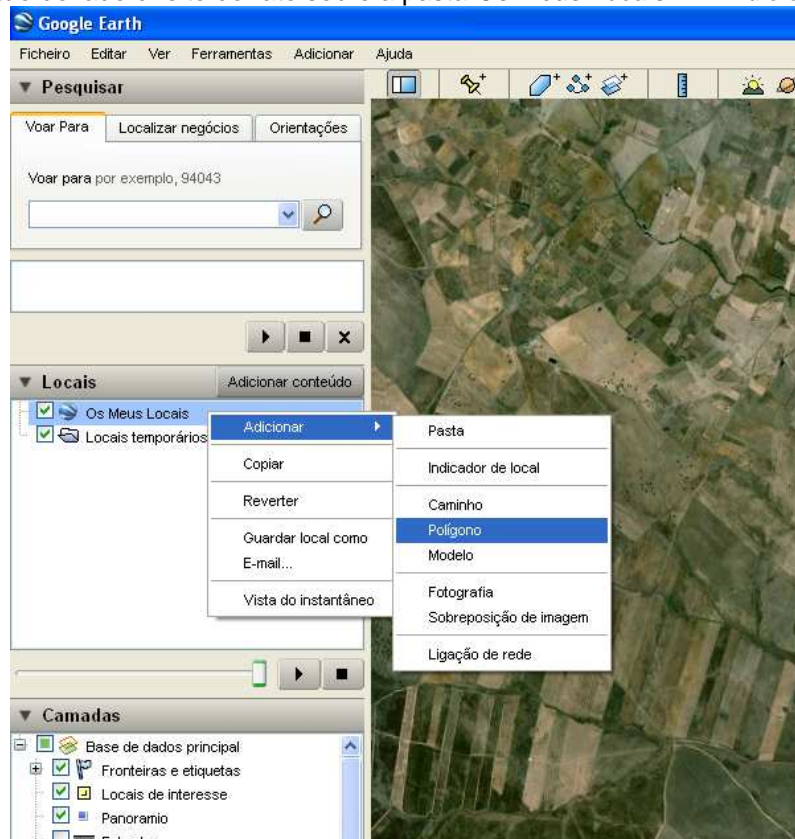 Google Earth
Ficheiro Editar Ver Ferramentas Adicionar Ajuda
Pesquisar
Voar Para Localizar negócios Orientações
Voar para por exemplo, 94043
Locais Adicionar conteúdo
Os Meus Locais
Locais temporários
Adicionar
Copiar
Reverter
Guardar local como
E-mail...
Vista do instantâneo
Pasta
Indicador de local
Caminho
Polígono
Modelo
Fotografia
Sobreposição de imagem
Ligação de rede
Camadas
Base de dados principal
Fronteiras e etiquetas
Locais de interesse
Panoramio